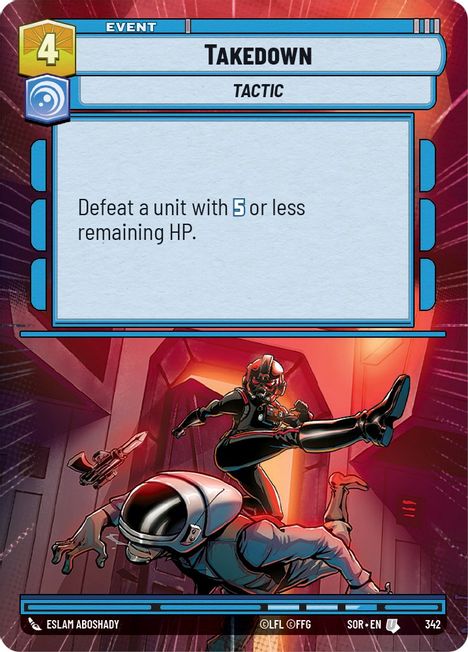 EVENT
4
TAKEDOWN
TACTIC
Defeat a unit with 5 or less
remaining HP.
ESLAM ABOSHADY
©LFL ©FFG
SOR • EN
342